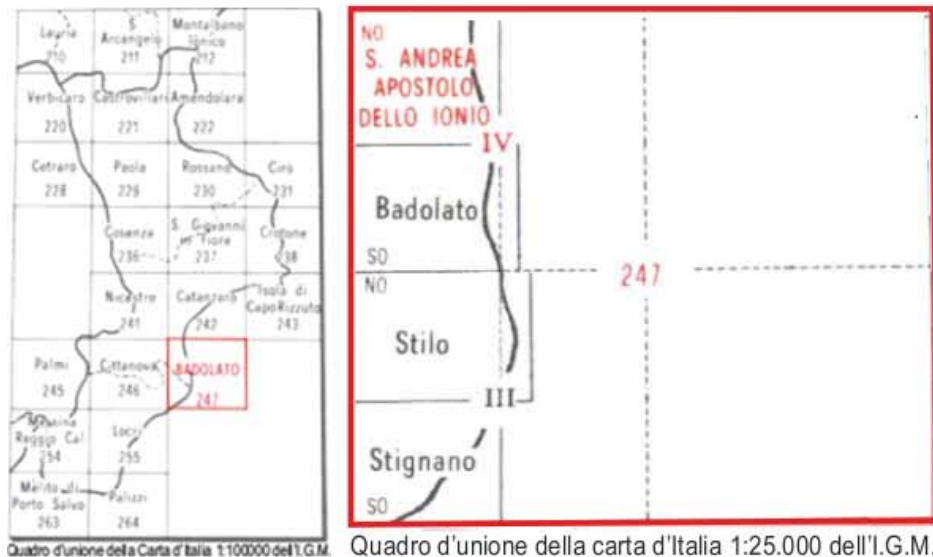 Lauria
210
S.
Arcangelo
211
Montalbano
Ionico
212
Verbicaro
220
Castrovillari
221
Amendolara
222
Cetraro
228
Paola
229
Rossano
230
Cirò
231
Cosenza
236
S. Giovanni
in Fiore
237
Crotone
238
Nicastro
241
Catanzaro
242
Isola di
Capo Rizzuto
243
Palmi
245
Cittanova
246
BADOLATO
247
Messina
Reggio Cal
254
Locri
255
Melito di
Porto Salvo
263
Palizzi
264
Quadro d'unione della Carta d'Italia 1:100000 dell'I.G.M.
NO
S. ANDREA
APOSTOLO
DELLO IONIO
IV
Badolato
SO
247
NO
Stilo
III
Stignano
SO
Quadro d'unione della carta d'Italia 1:25.000 dell'I.G.M.